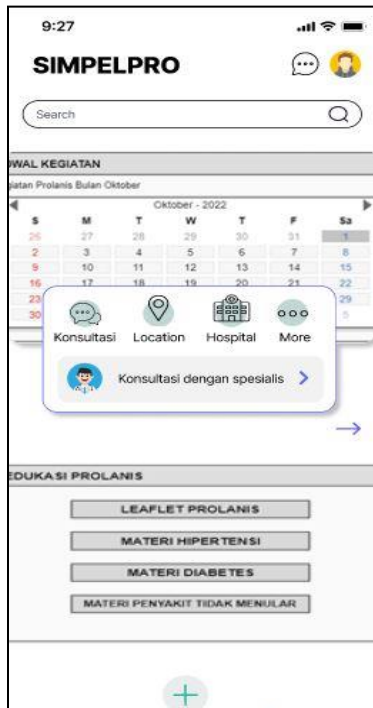 9:27
SIMPELPRO
Search
WAL KEGIATAN
giatan Prolanis Bulan Oktober
Oktober - 2022
S M T W T F Sa
26 27 28 29 30 31 1
2 3 4 5 6 7 8
9 10 11 12 13 14 15
16 17 18 19 20 21 22
23 29
30 5
Konsultasi Location Hospital More
Konsultasi dengan spesialis
EDUKASI PROLANIS
LEAFLET PROLANIS
MATERI HIPERTENSI
MATERI DIABETES
MATERI PENYAKIT TIDAK MENULAR